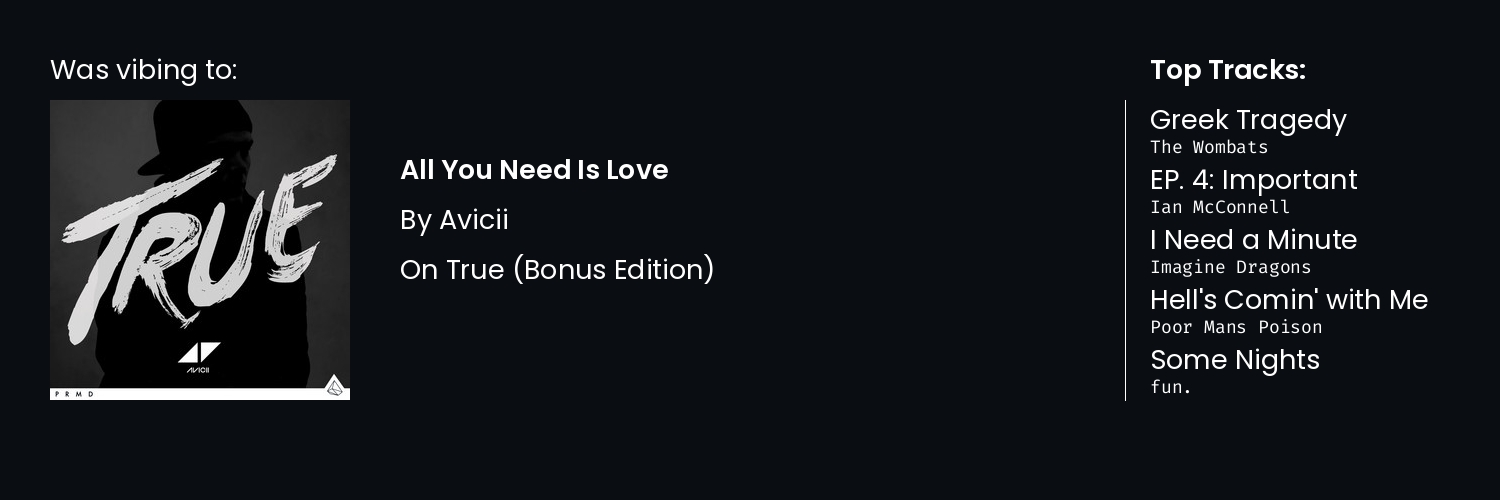 Was vibing to:
TRUE
AVICII
PRMD
All You Need Is Love
By Avicii
On True (Bonus Edition)
Top Tracks:
Greek Tragedy
The Wombats
EP. 4: Important
Ian McConnell
I Need a Minute
Imagine Dragons
Hell's Comin' with Me
Poor Mans Poison
Some Nights
fun.